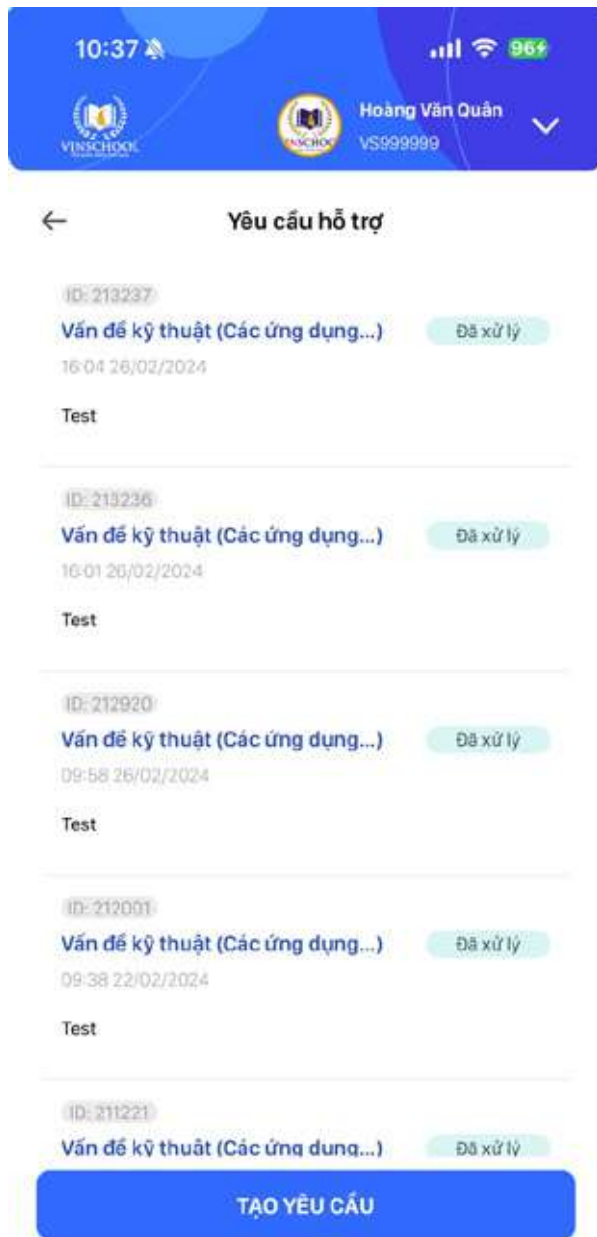 10:37
96
VINSCHOOL
Hoàng Văn Quân
VS999999
Yêu cầu hỗ trợ
ID: 213237
Vấn đề kỹ thuật (Các ứng dụng...)
Đã xử lý
16:04 26/02/2024
Test
ID: 213236
Vấn đề kỹ thuật (Các ứng dụng...)
Đã xử lý
16:01 26/02/2024
Test
ID: 212920
Vấn đề kỹ thuật (Các ứng dụng...)
Đã xử lý
09:58 26/02/2024
Test
ID: 212001
Vấn đề kỹ thuật (Các ứng dụng...)
Đã xử lý
09:38 22/02/2024
Test
ID: 211221
Vấn đề kỹ thuật (Các ứng dụng...)
Đã xử lý
TẠO YÊU CẦU